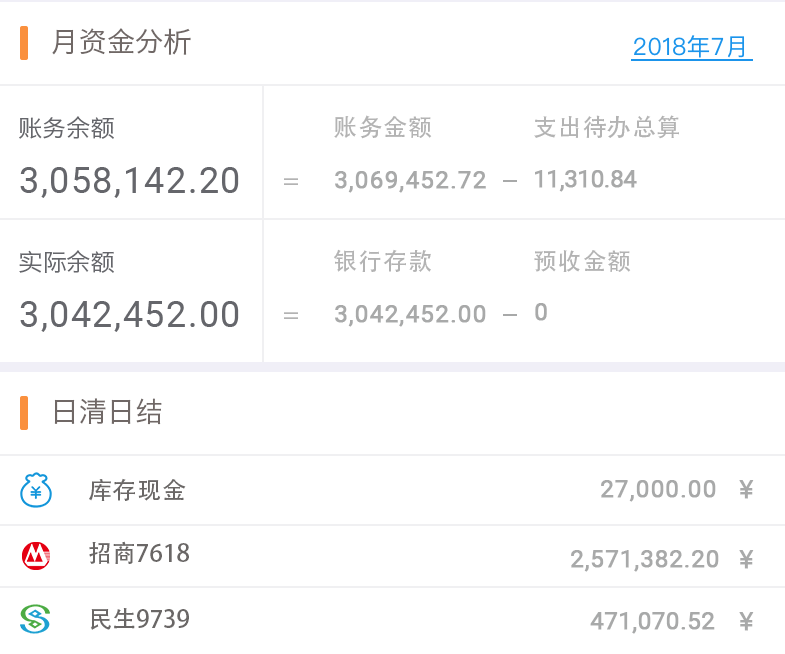 月资金分析 2018年7月
账务余额 账务金额 支出待办总算
3,058,142.20 = 3,069,452.72 – 11,310.84
实际余额 银行存款 预收金额
3,042,452.00 = 3,042,452.00 – 0
日清日结
库存现金 27,000.00 ¥
招商7618 2,571,382.20 ¥
民生9739 471,070.52 ¥